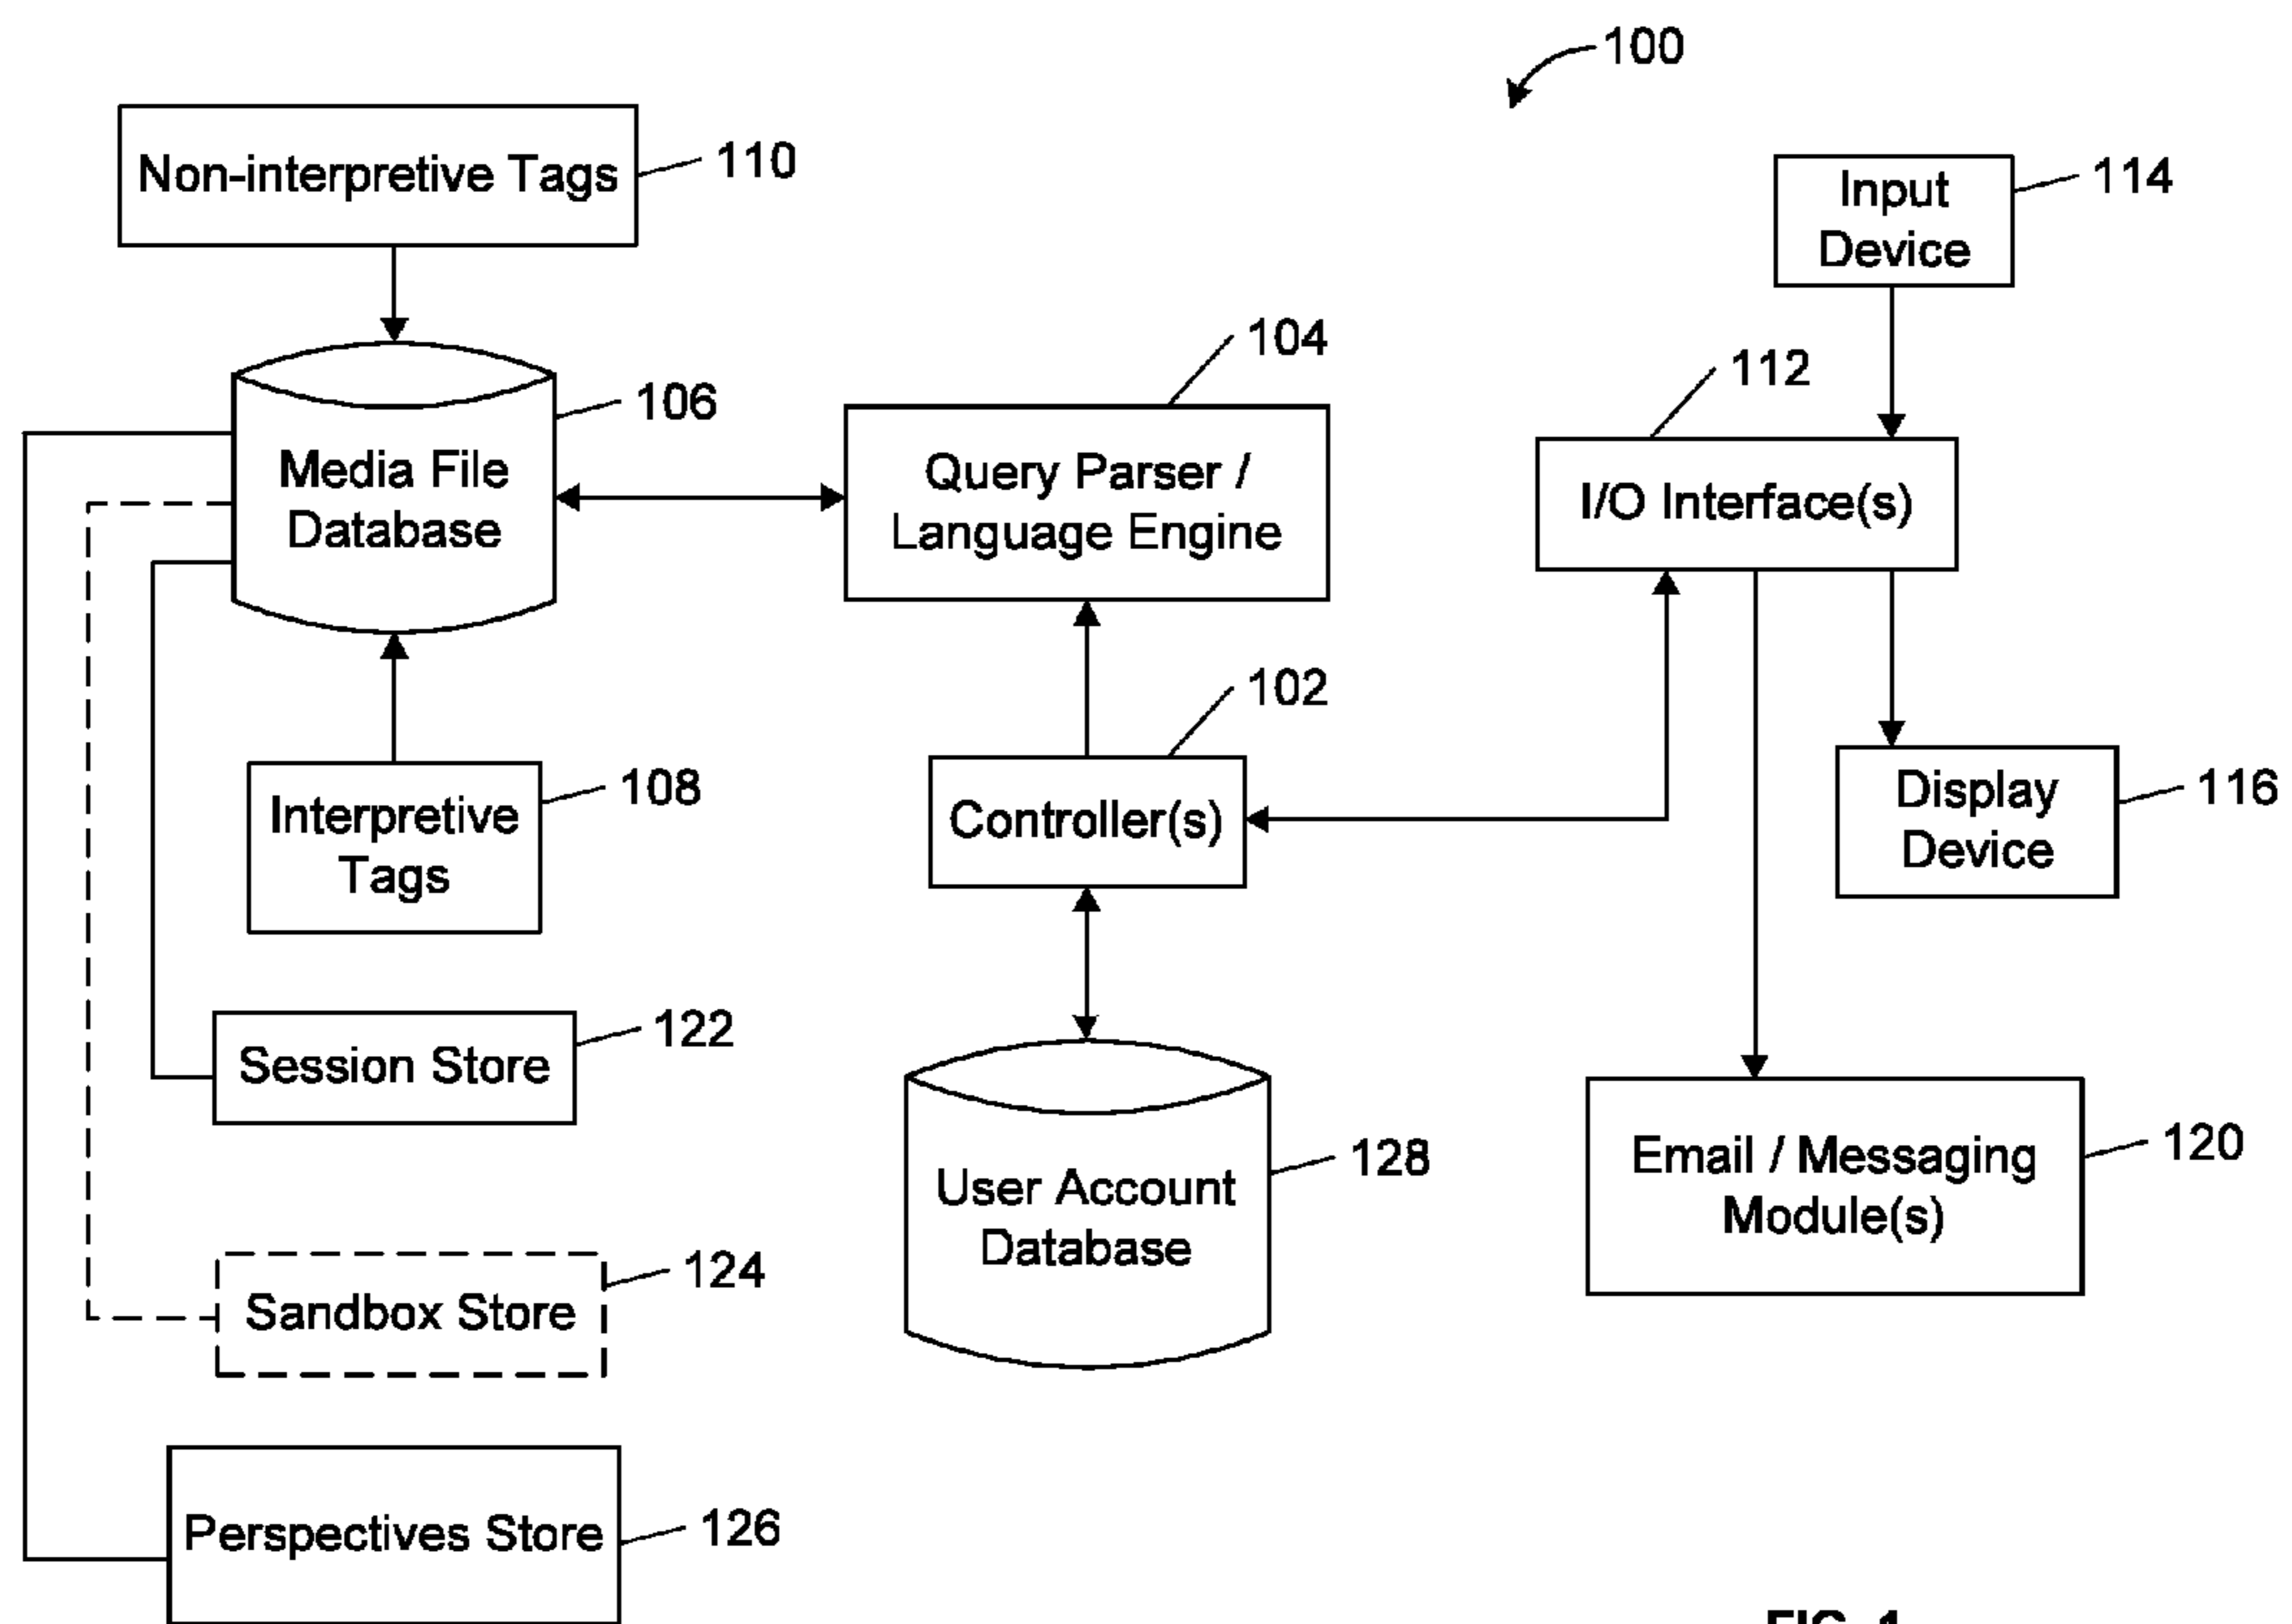 100
Non-interpretive Tags
110
Input
Device
114
104
112
106
Media File
Database
Query Parser /
Language Engine
I/O Interface(s)
102
Interpretive
Tags
108
Controller(s)
Display
Device
116
Session Store
122
User Account
Database
128
Email / Messaging
Module(s)
120
Sandbox Store
124
Perspectives Store
126
FIG. 1